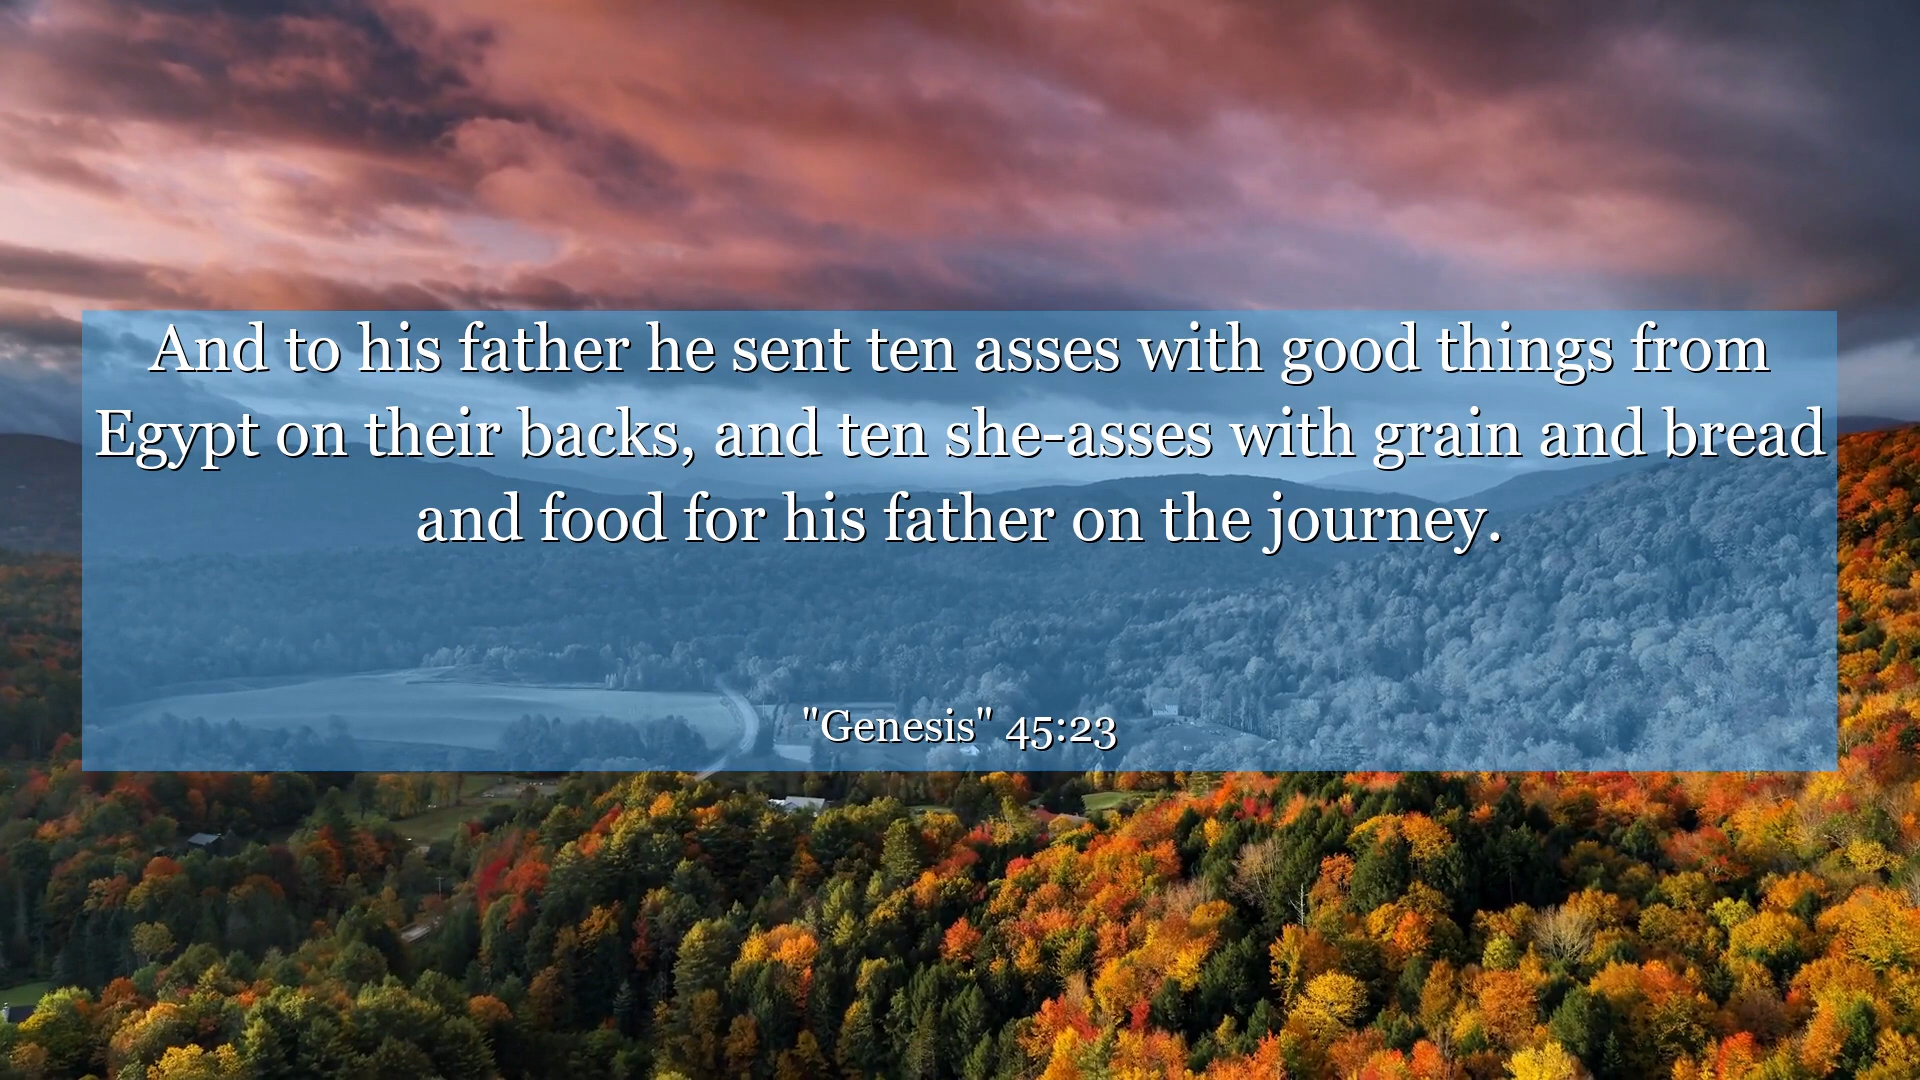 And to his father he sent ten asses with good things from
Egypt on their backs, and ten she-asses with grain and bread
and food for his father on the journey.
"Genesis" 45:23